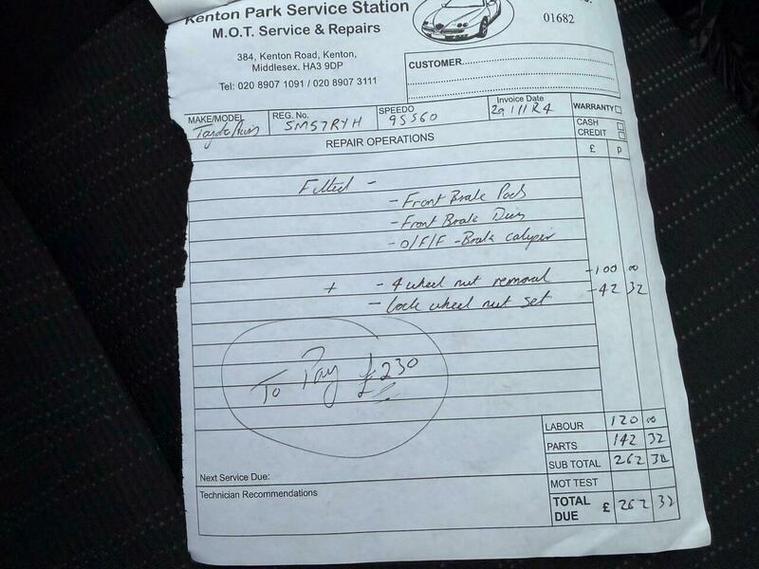 Kenton Park Service Station
M.O.T. Service & Repairs
01682
384, Kenton Road, Kenton,
Middlesex. HA3 9DP
Tel: 020 8907 1091 / 020 8907 3111
CUSTOMER
MAKE/MODEL
REG. No. SM57RYH
SPEEDO 95560
Invoice Date
WARRANTY
CASH
CREDIT
REPAIR OPERATIONS
£ P
Fitted -
- Front Brake Pads
- Front Brake
- O/F/F - Brake caliper
+ - 4 wheel nut removal -100 00
- lock wheel nut set -42 32
To Pay £230
LABOUR 120 00
PARTS 142 32
SUB TOTAL 262 32
MOT TEST
TOTAL DUE £ 262 32
Next Service Due:
Technician Recommendations